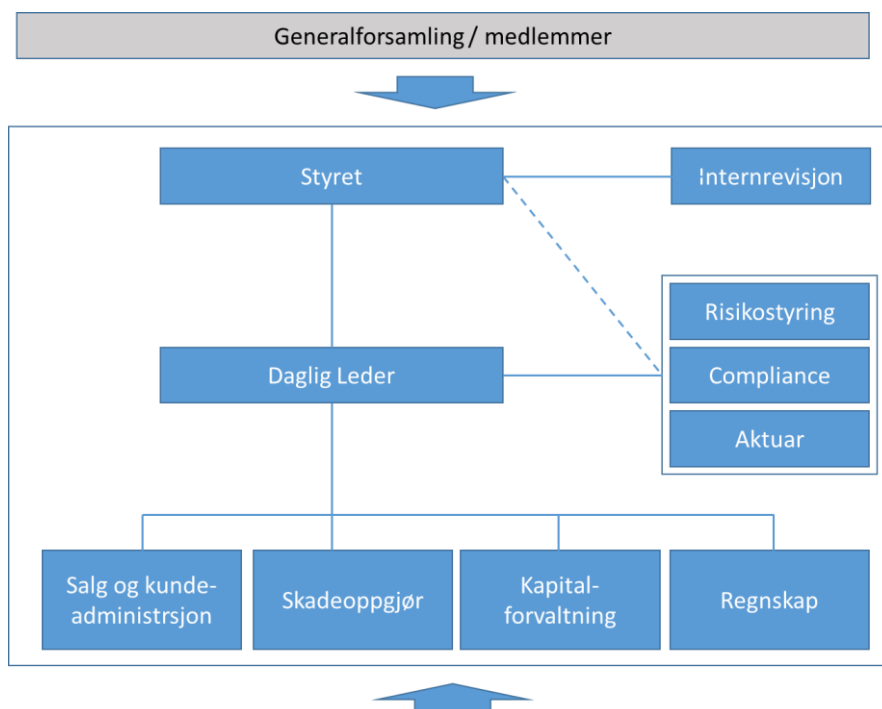 Generalforsamling / medlemmer
Styret
Internrevisjon
Risikostyring
Daglig Leder
Compliance
Aktuar
Salg og kunde-
administrsjon
Skadeoppgjør
Kapital-
forvaltning
Regnskap